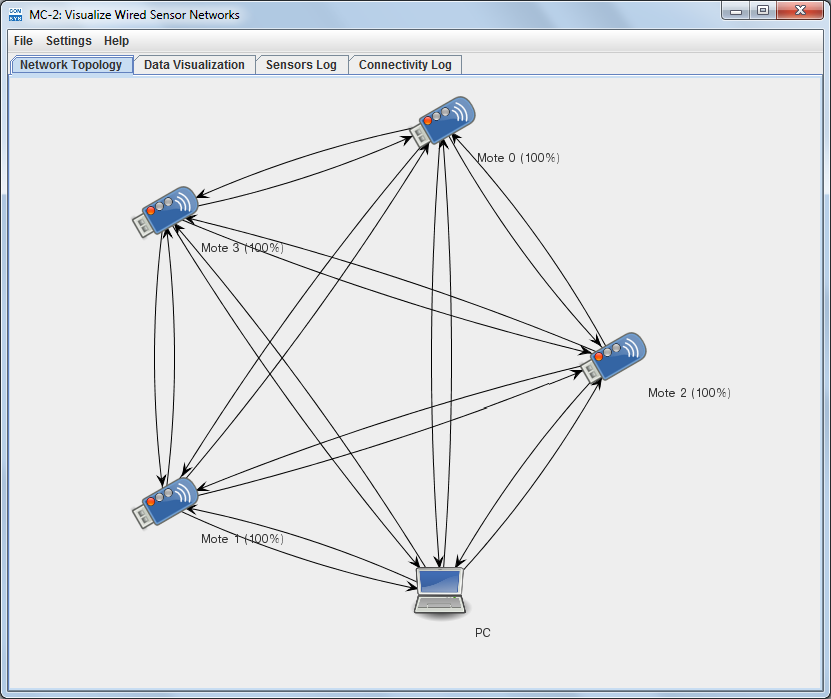 MC-2: Visualize Wired Sensor Networks
File Settings Help
Network Topology Data Visualization Sensors Log Connectivity Log
Mote 0 (100%)
Mote 3 (100%)
Mote 2 (100%)
Mote 1 (100%)
PC